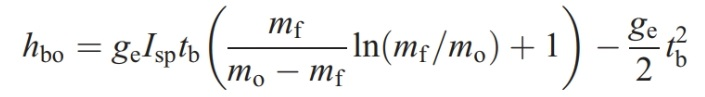 h_bo = g_e I_sp t_b ( m_f / (m_o − m_f) ln(m_f/m_o) + 1 ) − g_e/2 t_b^2